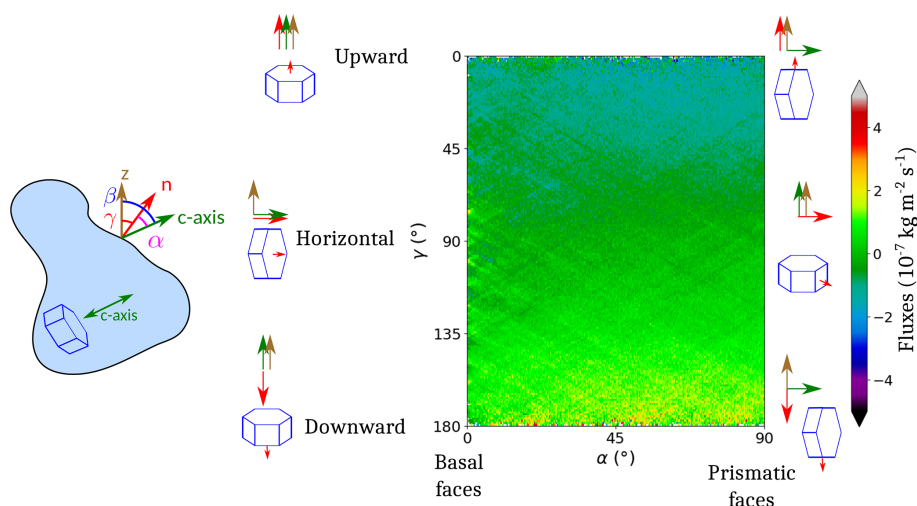 Upward
Horizontal
Downward
z
n
β
γ
α
c-axis
c-axis
0
45
90
135
180
γ (°)
0
45
90
α (°)
Basal
faces
Prismatic
faces
4
2
0
−2
−4
Fluxes (10⁻⁷ kg m⁻² s⁻¹)